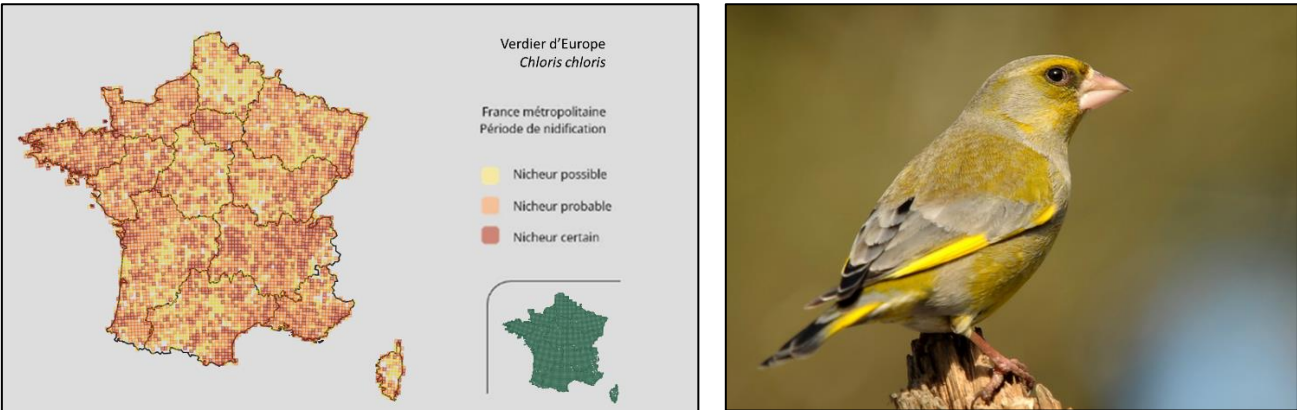 Verdier d'Europe
Chloris chloris
France métropolitaine
Période de nidification
Nicheur possible
Nicheur probable
Nicheur certain